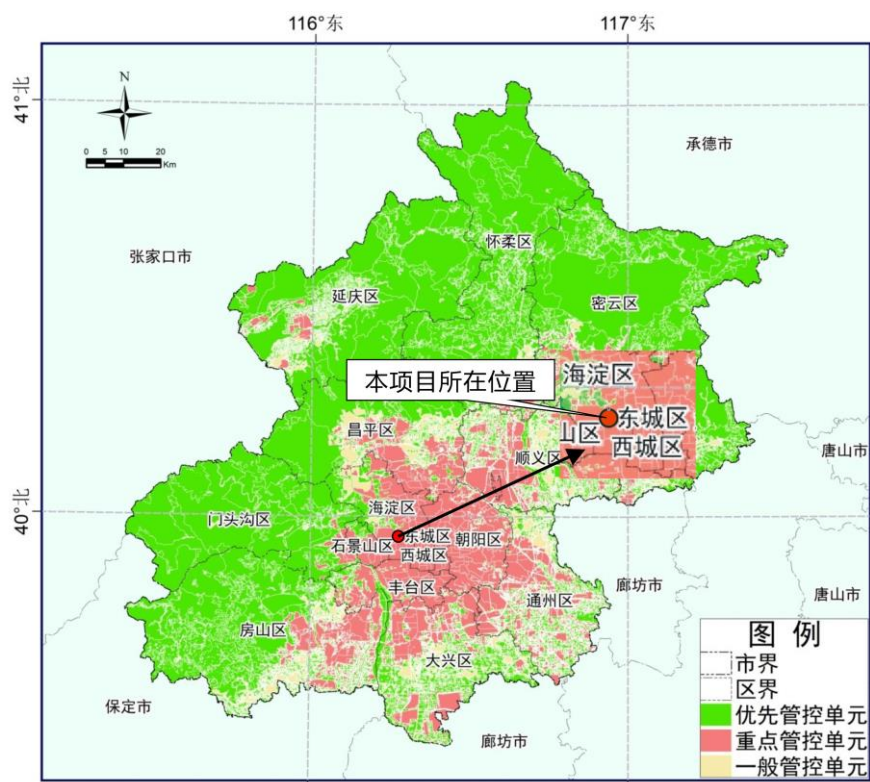 116°东
117°东
41°北
N
0 5 10 20
Km
承德市
怀柔区
张家口市
延庆区
密云区
海淀区
本项目所在位置
东城区
山区
西城区
昌平区
顺义区
唐山市
40°北
海淀区
门头沟区
东城区
朝阳区
石景山区
西城区
丰台区
廊坊市
唐山市
通州区
房山区
大兴区
保定市
廊坊市
图 例
市界
区界
优先管控单元
重点管控单元
一般管控单元